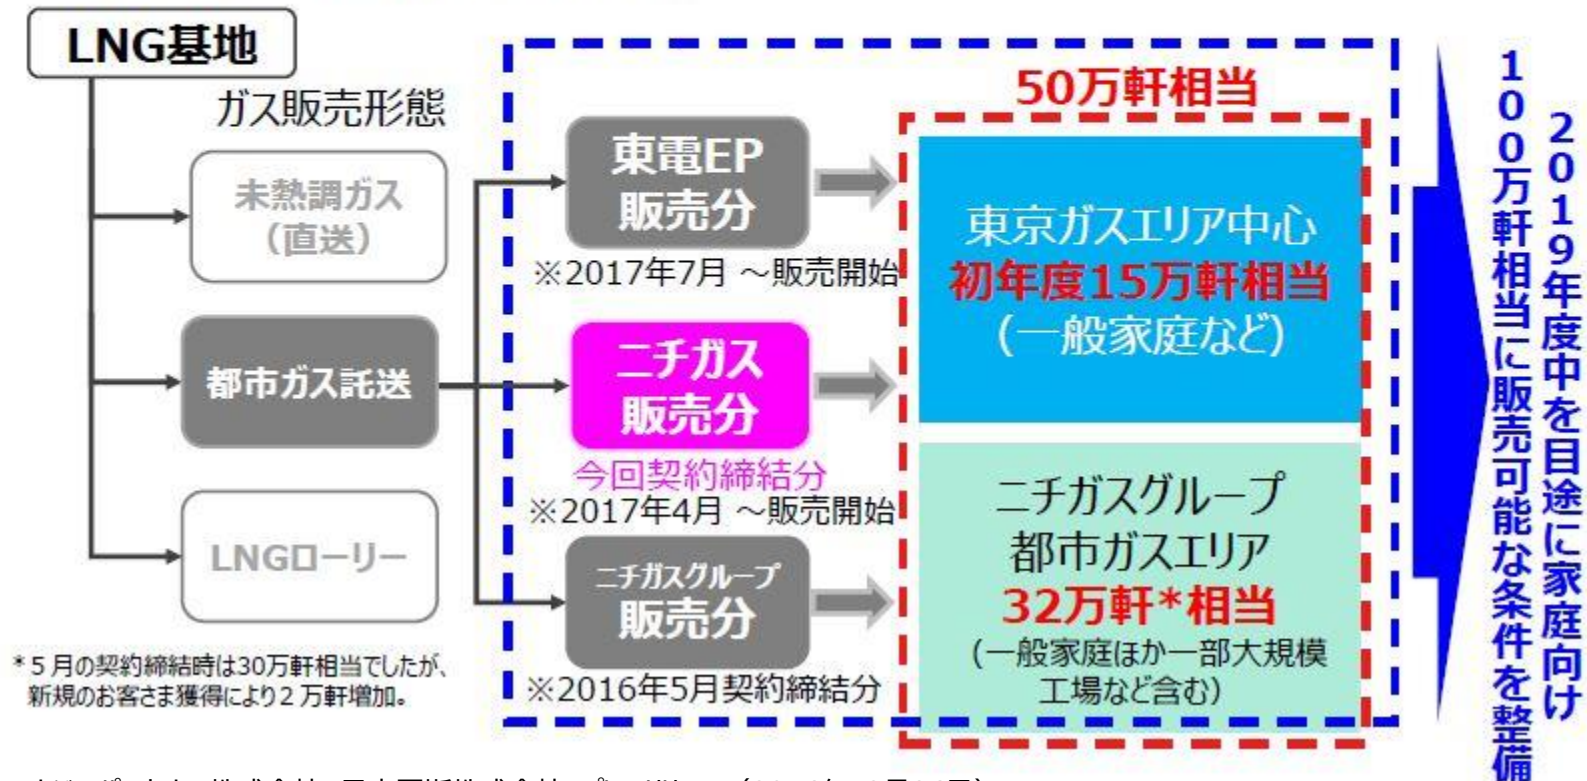 LNG基地
ガス販売形態
未熱調ガス
（直送）
都市ガス託送
LNGローリー
*５月の契約締結時は30万軒相当でしたが、
新規のお客さま獲得により２万軒増加。
東電EP
販売分
※2017年7月 ～販売開始
ニチガス
販売分
今回契約締結分
※2017年4月 ～販売開始
ニチガスグループ
販売分
※2016年5月契約締結分
50万軒相当
東京ガスエリア中心
初年度15万軒相当
(一般家庭など)
ニチガスグループ
都市ガスエリア
32万軒*相当
(一般家庭ほか一部大規模
工場など含む)
２０１９年度中を目途に家庭向け
１００万軒相当に販売可能な条件を整備